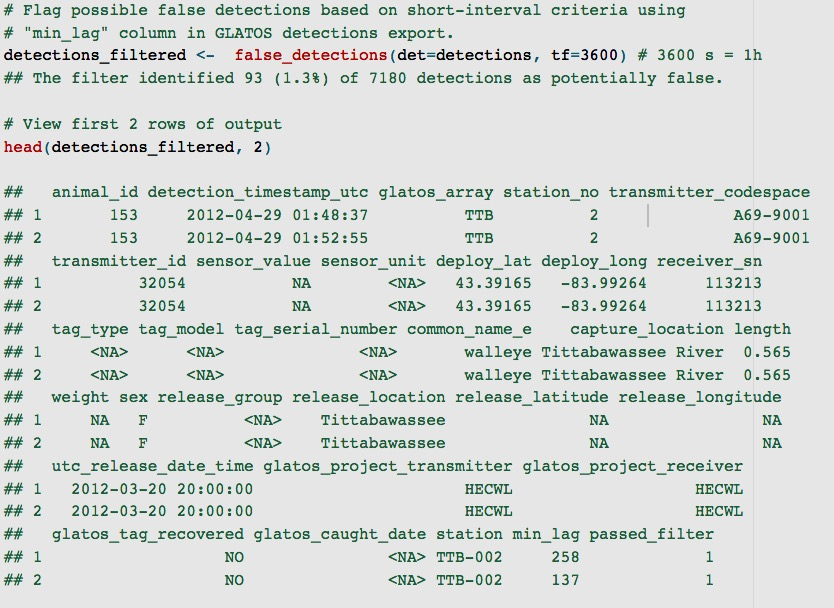 # Flag possible false detections based on short-interval criteria using
# "min_lag" column in GLATOS detections export.
detections_filtered <-  false_detections(det=detections, tf=3600) # 3600 s = 1h
## The filter identified 93 (1.3%) of 7180 detections as potentially false.

# View first 2 rows of output
head(detections_filtered, 2)

##   animal_id detection_timestamp_utc glatos_array station_no transmitter_codespace
## 1       153     2012-04-29 01:48:37          TTB          2              A69-9001
## 2       153     2012-04-29 01:52:55          TTB          2              A69-9001
##   transmitter_id sensor_value sensor_unit deploy_lat deploy_long receiver_sn
## 1          32054           NA        <NA>   43.39165   -83.99264      113213
## 2          32054           NA        <NA>   43.39165   -83.99264      113213
##   tag_type tag_model tag_serial_number common_name_e    capture_location length
## 1     <NA>      <NA>              <NA>       walleye Tittabawassee River  0.565
## 2     <NA>      <NA>              <NA>       walleye Tittabawassee River  0.565
##   weight sex release_group release_location release_latitude release_longitude
## 1     NA   F          <NA>    Tittabawassee               NA                NA
## 2     NA   F          <NA>    Tittabawassee               NA                NA
##   utc_release_date_time glatos_project_transmitter glatos_project_receiver
## 1   2012-03-20 20:00:00                      HECWL                   HECWL
## 2   2012-03-20 20:00:00                      HECWL                   HECWL
##   glatos_tag_recovered glatos_caught_date station min_lag passed_filter
## 1                   NO               <NA> TTB-002     258             1
## 2                   NO               <NA> TTB-002     137             1